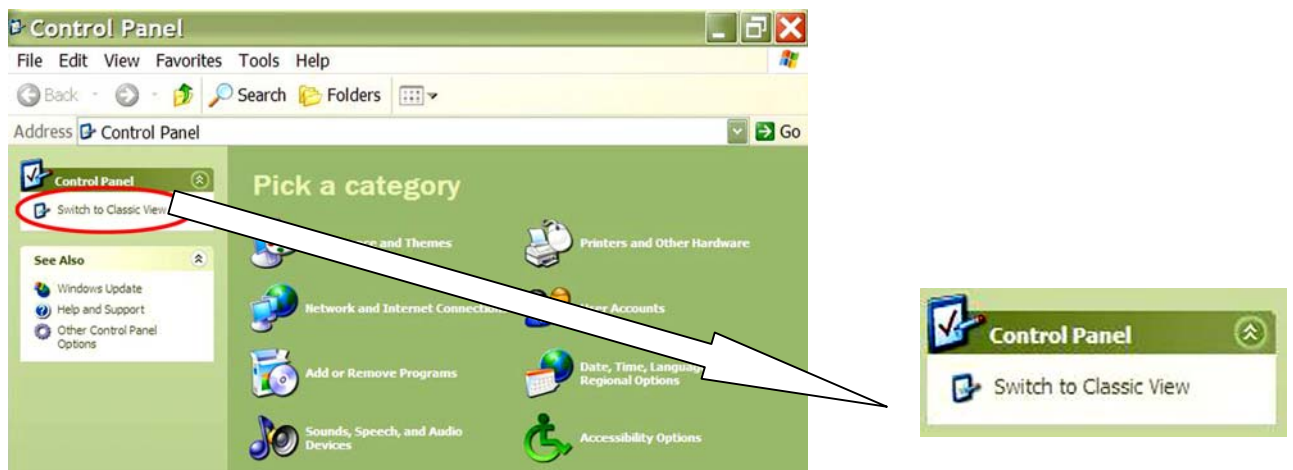 Control Panel
File Edit View Favorites Tools Help
Back Search Folders
Address Control Panel Go
Control Panel
Switch to Classic View
See Also
Windows Update
Help and Support
Other Control Panel
Options
Pick a category
and Themes
Printers and Other Hardware
Network and Internet Connection
User Accounts
Add or Remove Programs
Date, Time, Language
Regional Options
Sounds, Speech, and Audio
Devices
Accessibility Options
Control Panel
Switch to Classic View